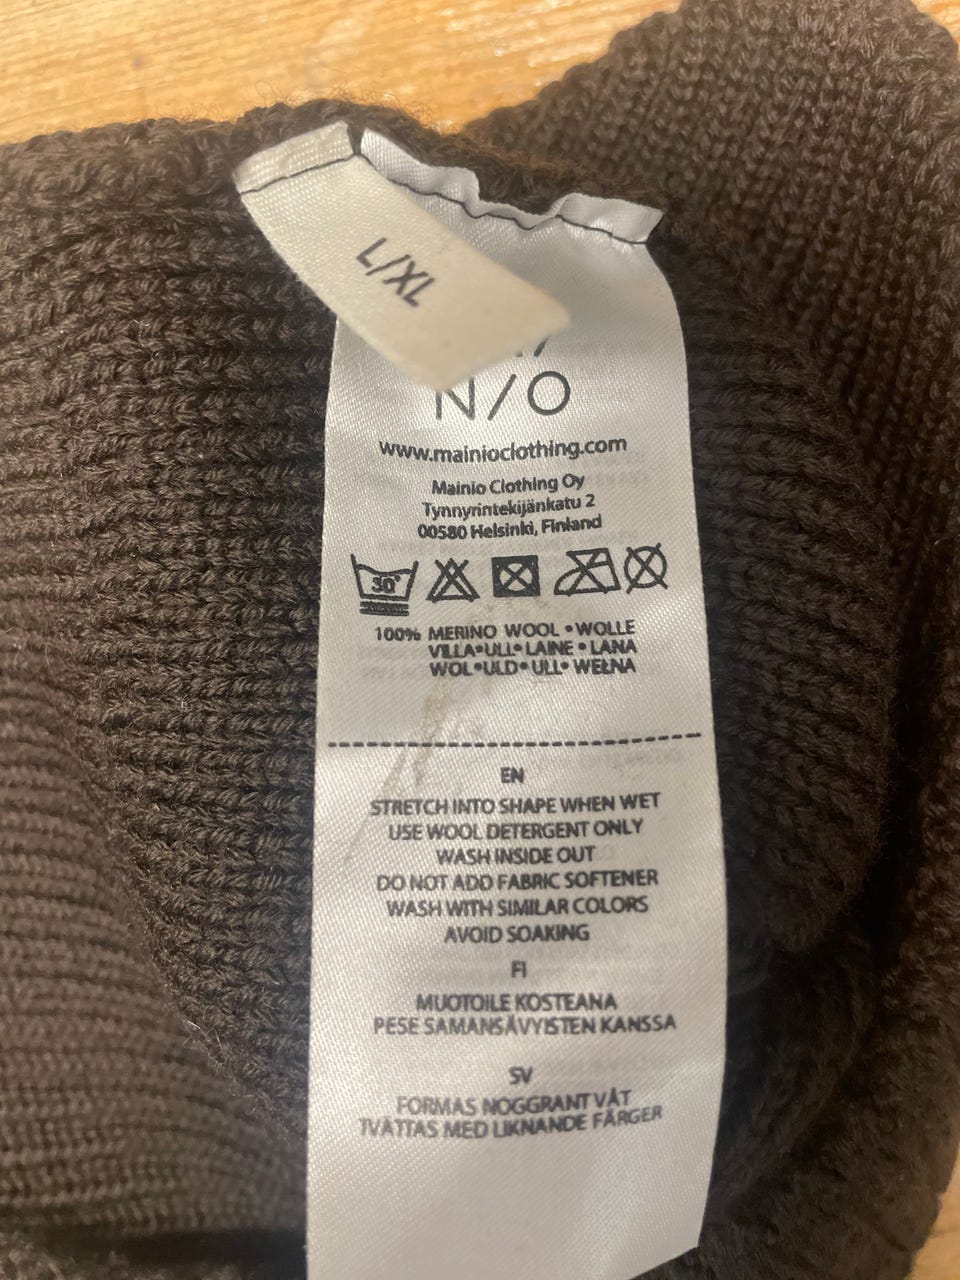 L/XL
N/O
www.mainioclothing.com
Mainio Clothing Oy
Tynnyrintekijänkatu 2
00580 Helsinki, Finland
30°
100% MERINO WOOL • WOLLE
VILLA•ULL• LAINE • LANA
WOL•ULD• ULL• WEŁNA
EN
STRETCH INTO SHAPE WHEN WET
USE WOOL DETERGENT ONLY
WASH INSIDE OUT
DO NOT ADD FABRIC SOFTENER
WASH WITH SIMILAR COLORS
AVOID SOAKING
FI
MUOTOILE KOSTEANA
PESE SAMANSÄVYISTEN KANSSA
SV
FORMAS NOGGRANT VÅT
TVÄTTAS MED LIKNANDE FÄRGER